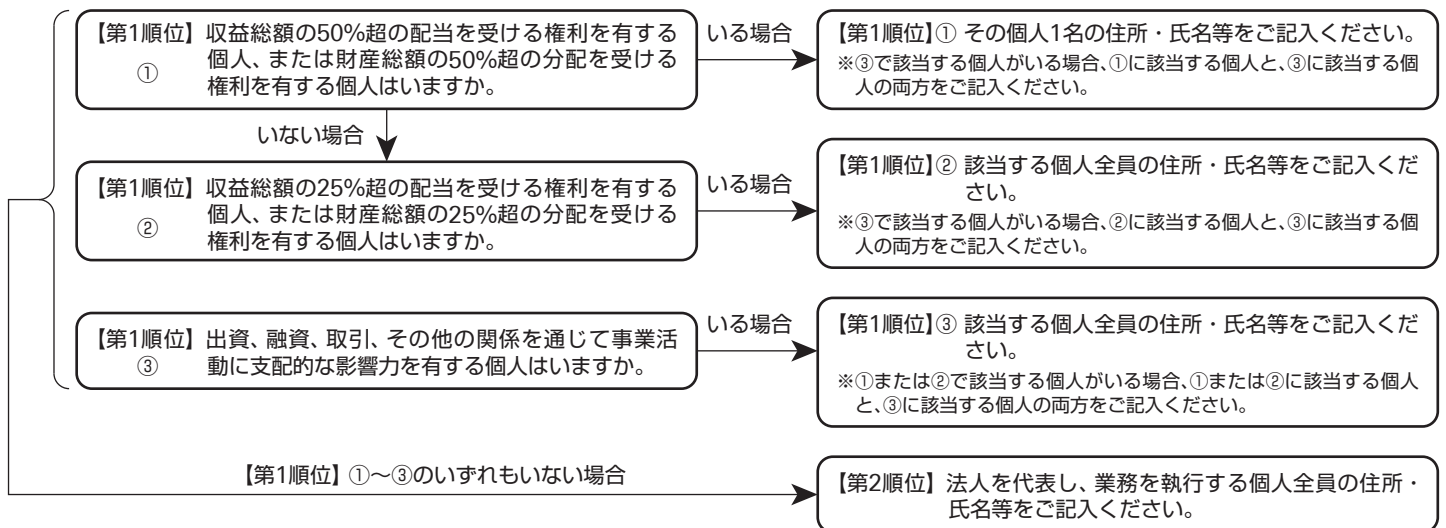 【第1順位】 収益総額の50%超の配当を受ける権利を有する
① 個人、または財産総額の50%超の分配を受ける
権利を有する個人はいますか。
いる場合
【第1順位】① その個人1名の住所・氏名等をご記入ください。
※③で該当する個人がいる場合、①に該当する個人と、③に該当する個
人の両方をご記入ください。
いない場合
【第1順位】 収益総額の25%超の配当を受ける権利を有する
② 個人、または財産総額の25%超の分配を受ける
権利を有する個人はいますか。
いる場合
【第1順位】② 該当する個人全員の住所・氏名等をご記入くだ
さい。
※③で該当する個人がいる場合、②に該当する個人と、③に該当する個
人の両方をご記入ください。
【第1順位】 出資、融資、取引、その他の関係を通じて事業活
③ 動に支配的な影響力を有する個人はいますか。
いる場合
【第1順位】③ 該当する個人全員の住所・氏名等をご記入くだ
さい。
※①または②で該当する個人がいる場合、①または②に該当する個人
と、③に該当する個人の両方をご記入ください。
【第1順位】 ①～③のいずれもいない場合
【第2順位】 法人を代表し、業務を執行する個人全員の住所・
氏名等をご記入ください。